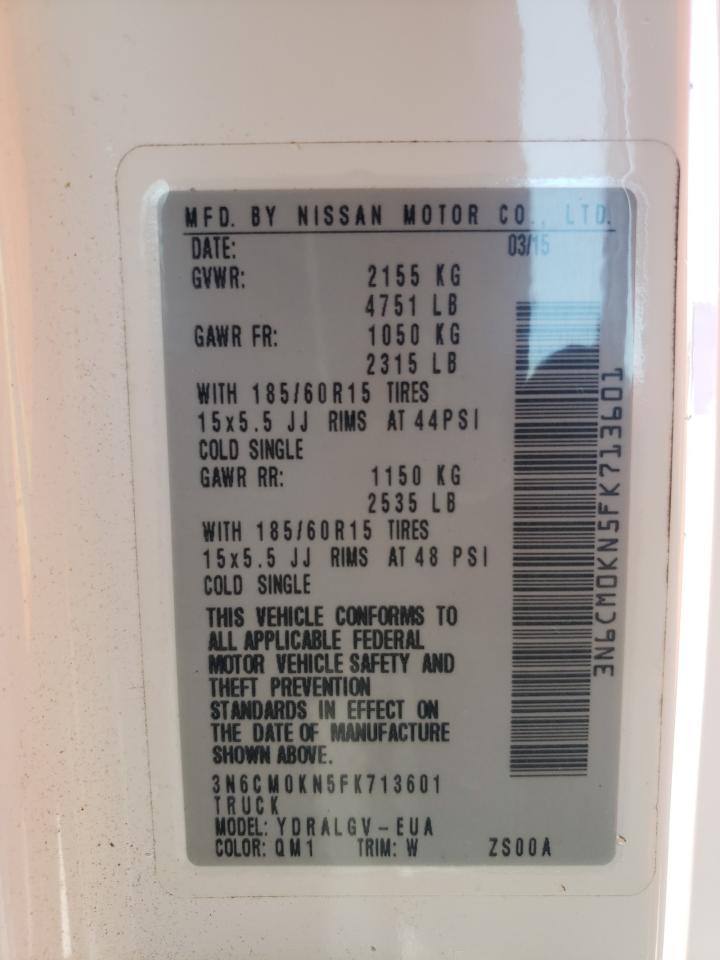 MFD. BY NISSAN MOTOR CO., LTD.
DATE: 03/15
GVWR: 2155 KG
4751 LB
GAWR FR: 1050 KG
2315 LB
WITH 185/60R15 TIRES
15x5.5 JJ RIMS AT 44PSI
COLD SINGLE
GAWR RR: 1150 KG
2535 LB
WITH 185/60R15 TIRES
15x5.5 JJ RIMS AT 48 PSI
COLD SINGLE
THIS VEHICLE CONFORMS TO
ALL APPLICABLE FEDERAL
MOTOR VEHICLE SAFETY AND
THEFT PREVENTION
STANDARDS IN EFFECT ON
THE DATE OF MANUFACTURE
SHOWN ABOVE.
3N6CM0KN5FK713601
TRUCK
MODEL: YDRALGV-EUA
COLOR: QM1 TRIM: W ZS00A
3N6CM0KN5FK713601